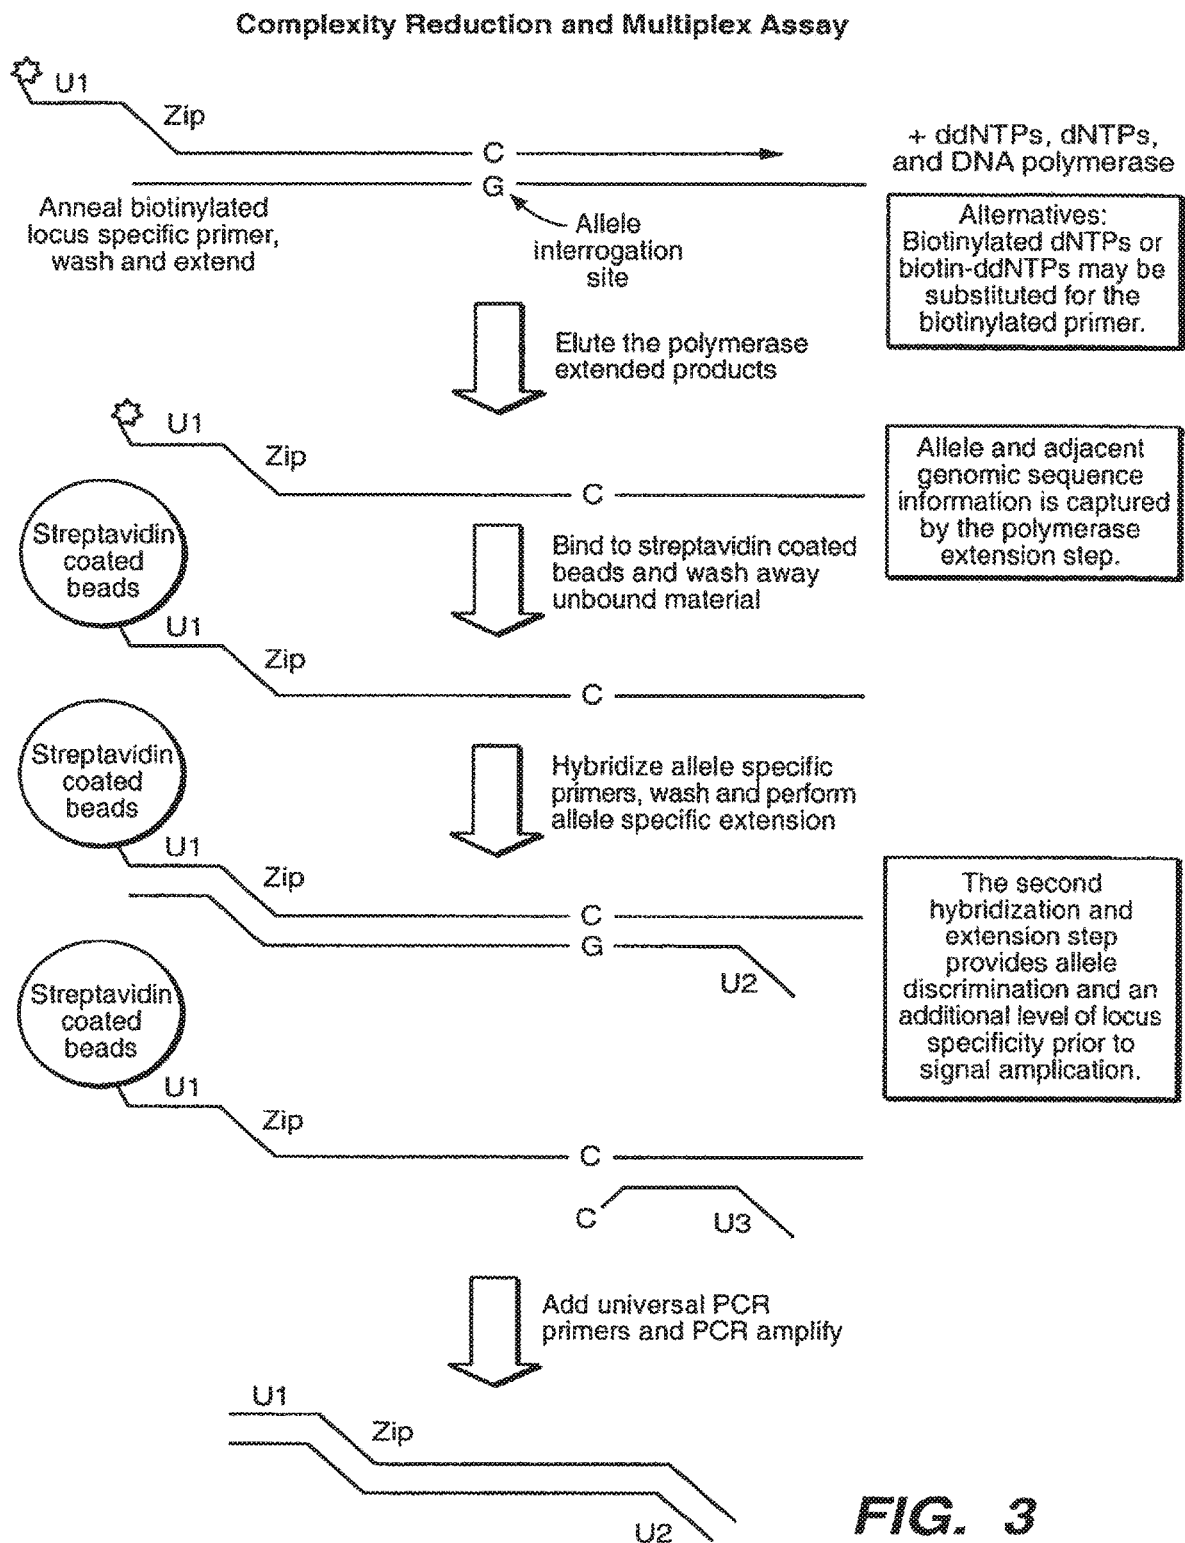 Complexity Reduction and Multiplex Assay
U1
Zip
C
G
+ ddNTPs, dNTPs,
and DNA polymerase
Anneal biotinylated
locus specific primer,
wash and extend
Allele
interrogation
site
Alternatives:
Biotinylated dNTPs or
biotin-ddNTPs may be
substituted for the
biotinylated primer.
Elute the polymerase
extended products
U1
Zip
C
Allele and adjacent
genomic sequence
information is captured
by the polymerase
extension step.
Streptavidin
coated
beads
Bind to streptavidin coated
beads and wash away
unbound material
U1
Zip
C
Streptavidin
coated
beads
Hybridize allele specific
primers, wash and perform
allele specific extension
U1
Zip
C
G
U2
The second
hybridization and
extension step
provides allele
discrimination and an
additional level of locus
specificity prior to
signal amplication.
Streptavidin
coated
beads
U1
Zip
C
C
U3
Add universal PCR
primers and PCR amplify
U1
Zip
U2
FIG. 3